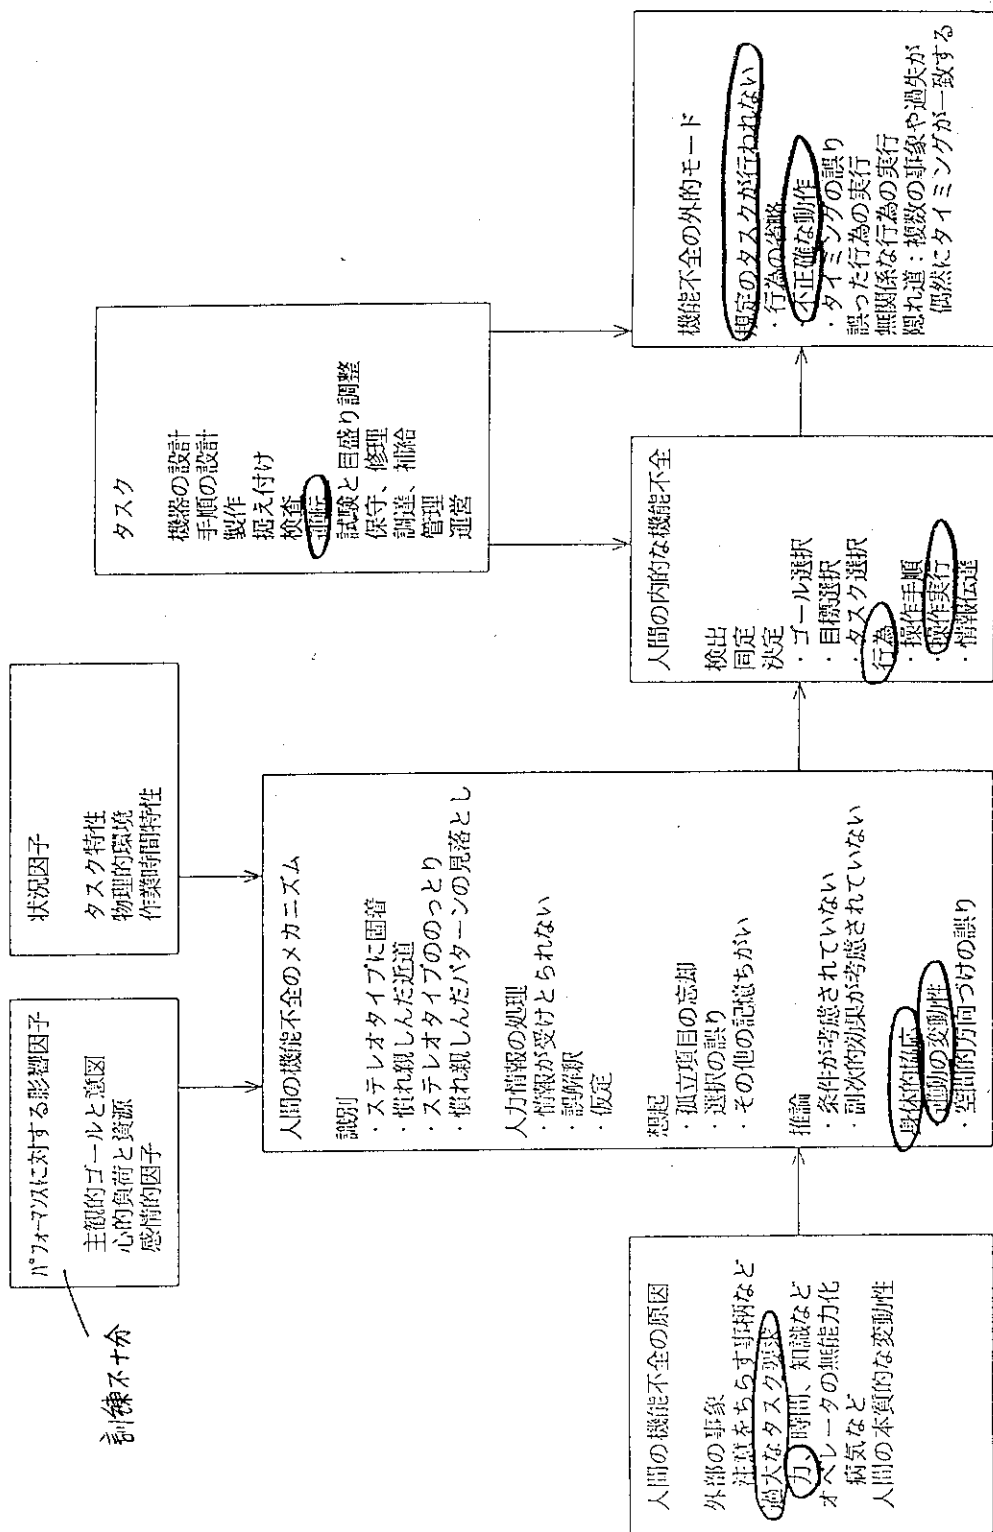 パフォーマンスに対する影響因子
主観的ゴールと意図
心的負荷と資源
感情的因子
訓練不十分
状況因子
タスク特性
物理的環境
作業時間特性
タスク
機器の設計
手順の設計
製作
据え付け
検査
運転
試験と目盛り調整
保守、修理
調達、補給
管理
運営
人間の機能不全の原因
外部の事象
注意をちらす事柄など
過大なタスク要求
力、時間、知識など
オペレータの無能力化
病気など
人間の本質的な変動性
人間の機能不全のメカニズム
識別
・ステレオタイプに固着
・慣れ親しんだ近道
・ステレオタイプののっとり
・慣れ親しんだパターンの見落とし
入力情報の処理
・情報が受けとられない
・誤解釈
・仮定
想起
・孤立項目の忘却
・選択の誤り
・その他の記憶ちがい
推論
・条件が考慮されていない
・副次的効果が考慮されていない
身体的協応
・運動の変動性
・空間的方向づけの誤り
人間の内的な機能不全
検出
同定
決定
・ゴール選択
・目標選択
・タスク選択
行為
・操作手順
・操作実行
・情報伝達
機能不全の外的モード
規定のタスクが行われない
・行為の省略
・不正確な動作
・タイミングの誤り
誤った行為の実行
無関係な行為の実行
隠れ道：複数の事象や過失が
偶然にタイミングが一致する